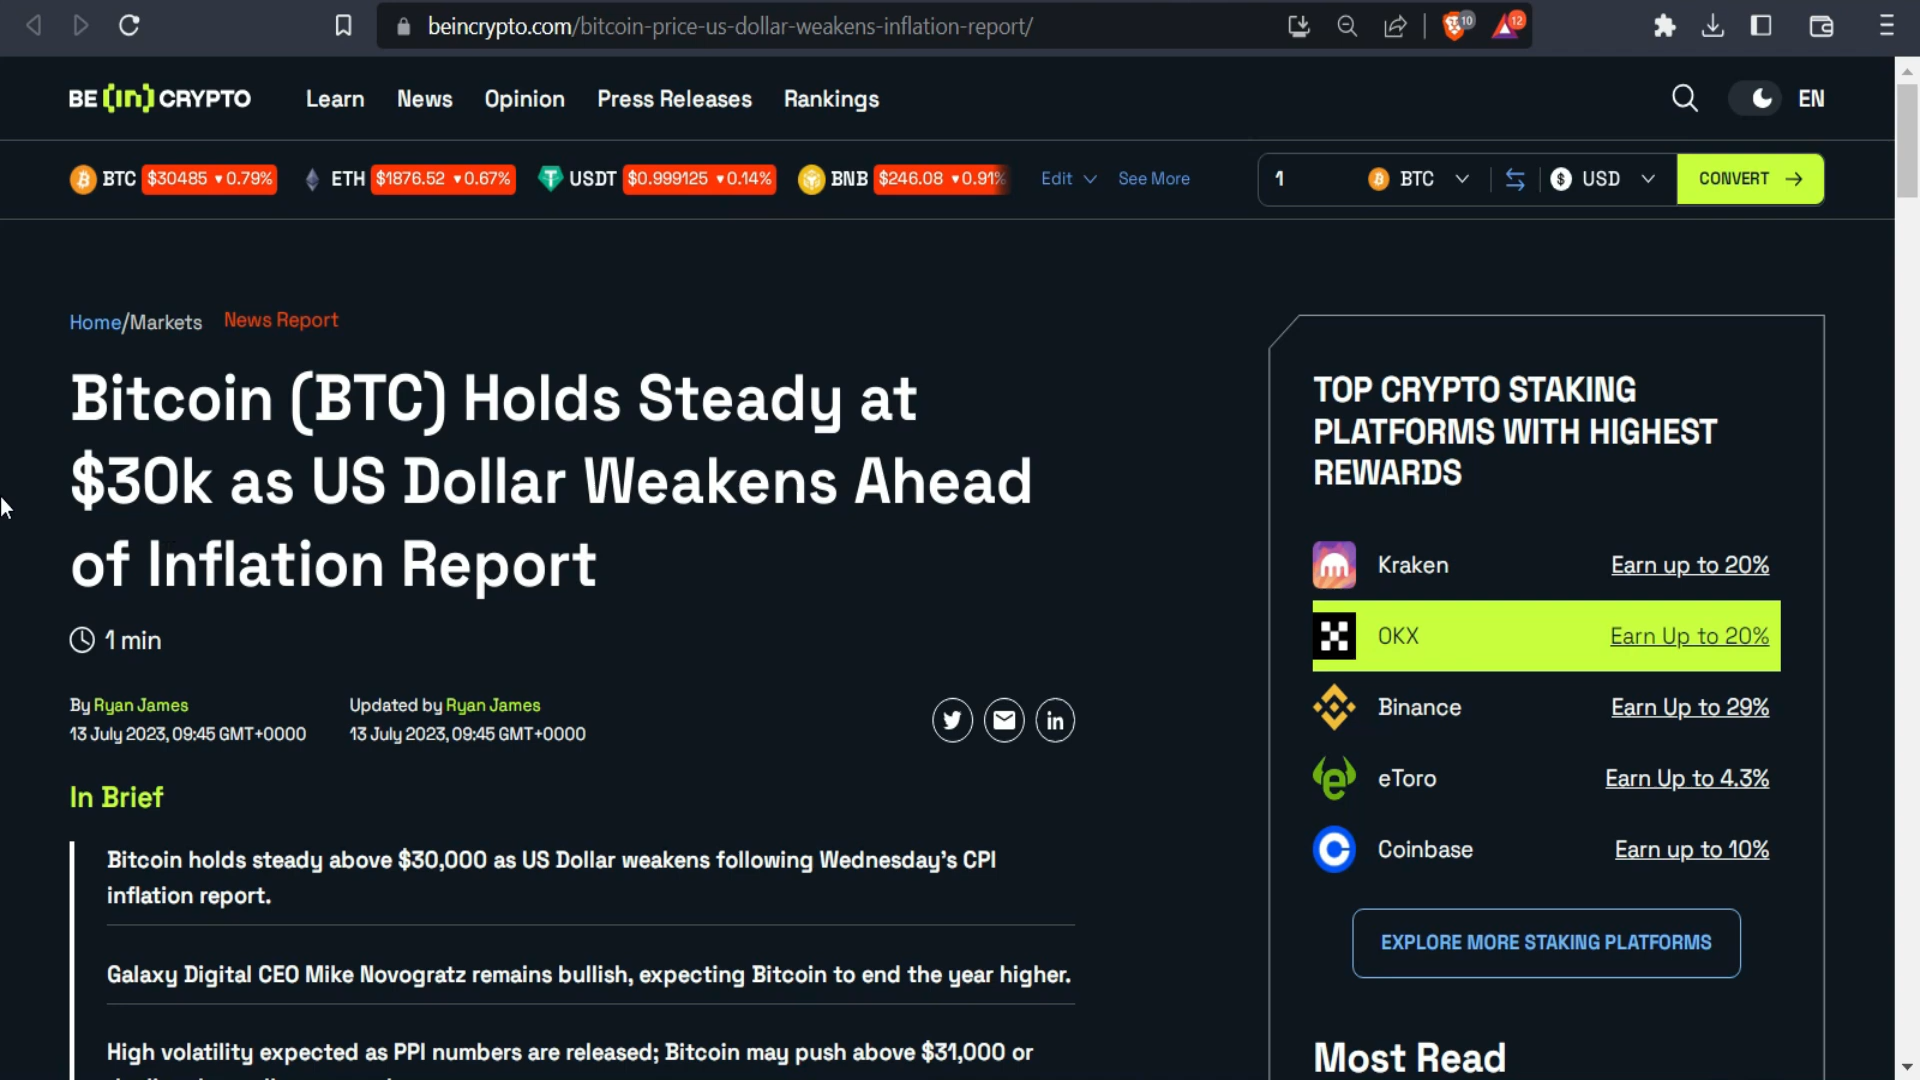 beincrypto.com/bitcoin-price-us-dollar-weakens-inflation-report/
10
12
BE [in] CRYPTO Learn News Opinion Press Releases Rankings EN
BTC $30485 ▼0.79% ETH $1876.52 ▼0.67% USDT $0.999125 ▼0.14% BNB $246.08 ▼0.91% Edit See More 1 BTC USD CONVERT →
Home/Markets News Report
Bitcoin (BTC) Holds Steady at
$30k as US Dollar Weakens Ahead
of Inflation Report
1 min
By Ryan James
13 July 2023, 09:45 GMT+0000
Updated by Ryan James
13 July 2023, 09:45 GMT+0000
In Brief
Bitcoin holds steady above $30,000 as US Dollar weakens following Wednesday's CPI
inflation report.
Galaxy Digital CEO Mike Novogratz remains bullish, expecting Bitcoin to end the year higher.
High volatility expected as PPI numbers are released; Bitcoin may push above $31,000 or
TOP CRYPTO STAKING
PLATFORMS WITH HIGHEST
REWARDS
Kraken Earn up to 20%
OKX Earn Up to 20%
Binance Earn Up to 29%
eToro Earn Up to 4.3%
Coinbase Earn up to 10%
EXPLORE MORE STAKING PLATFORMS
Most Read